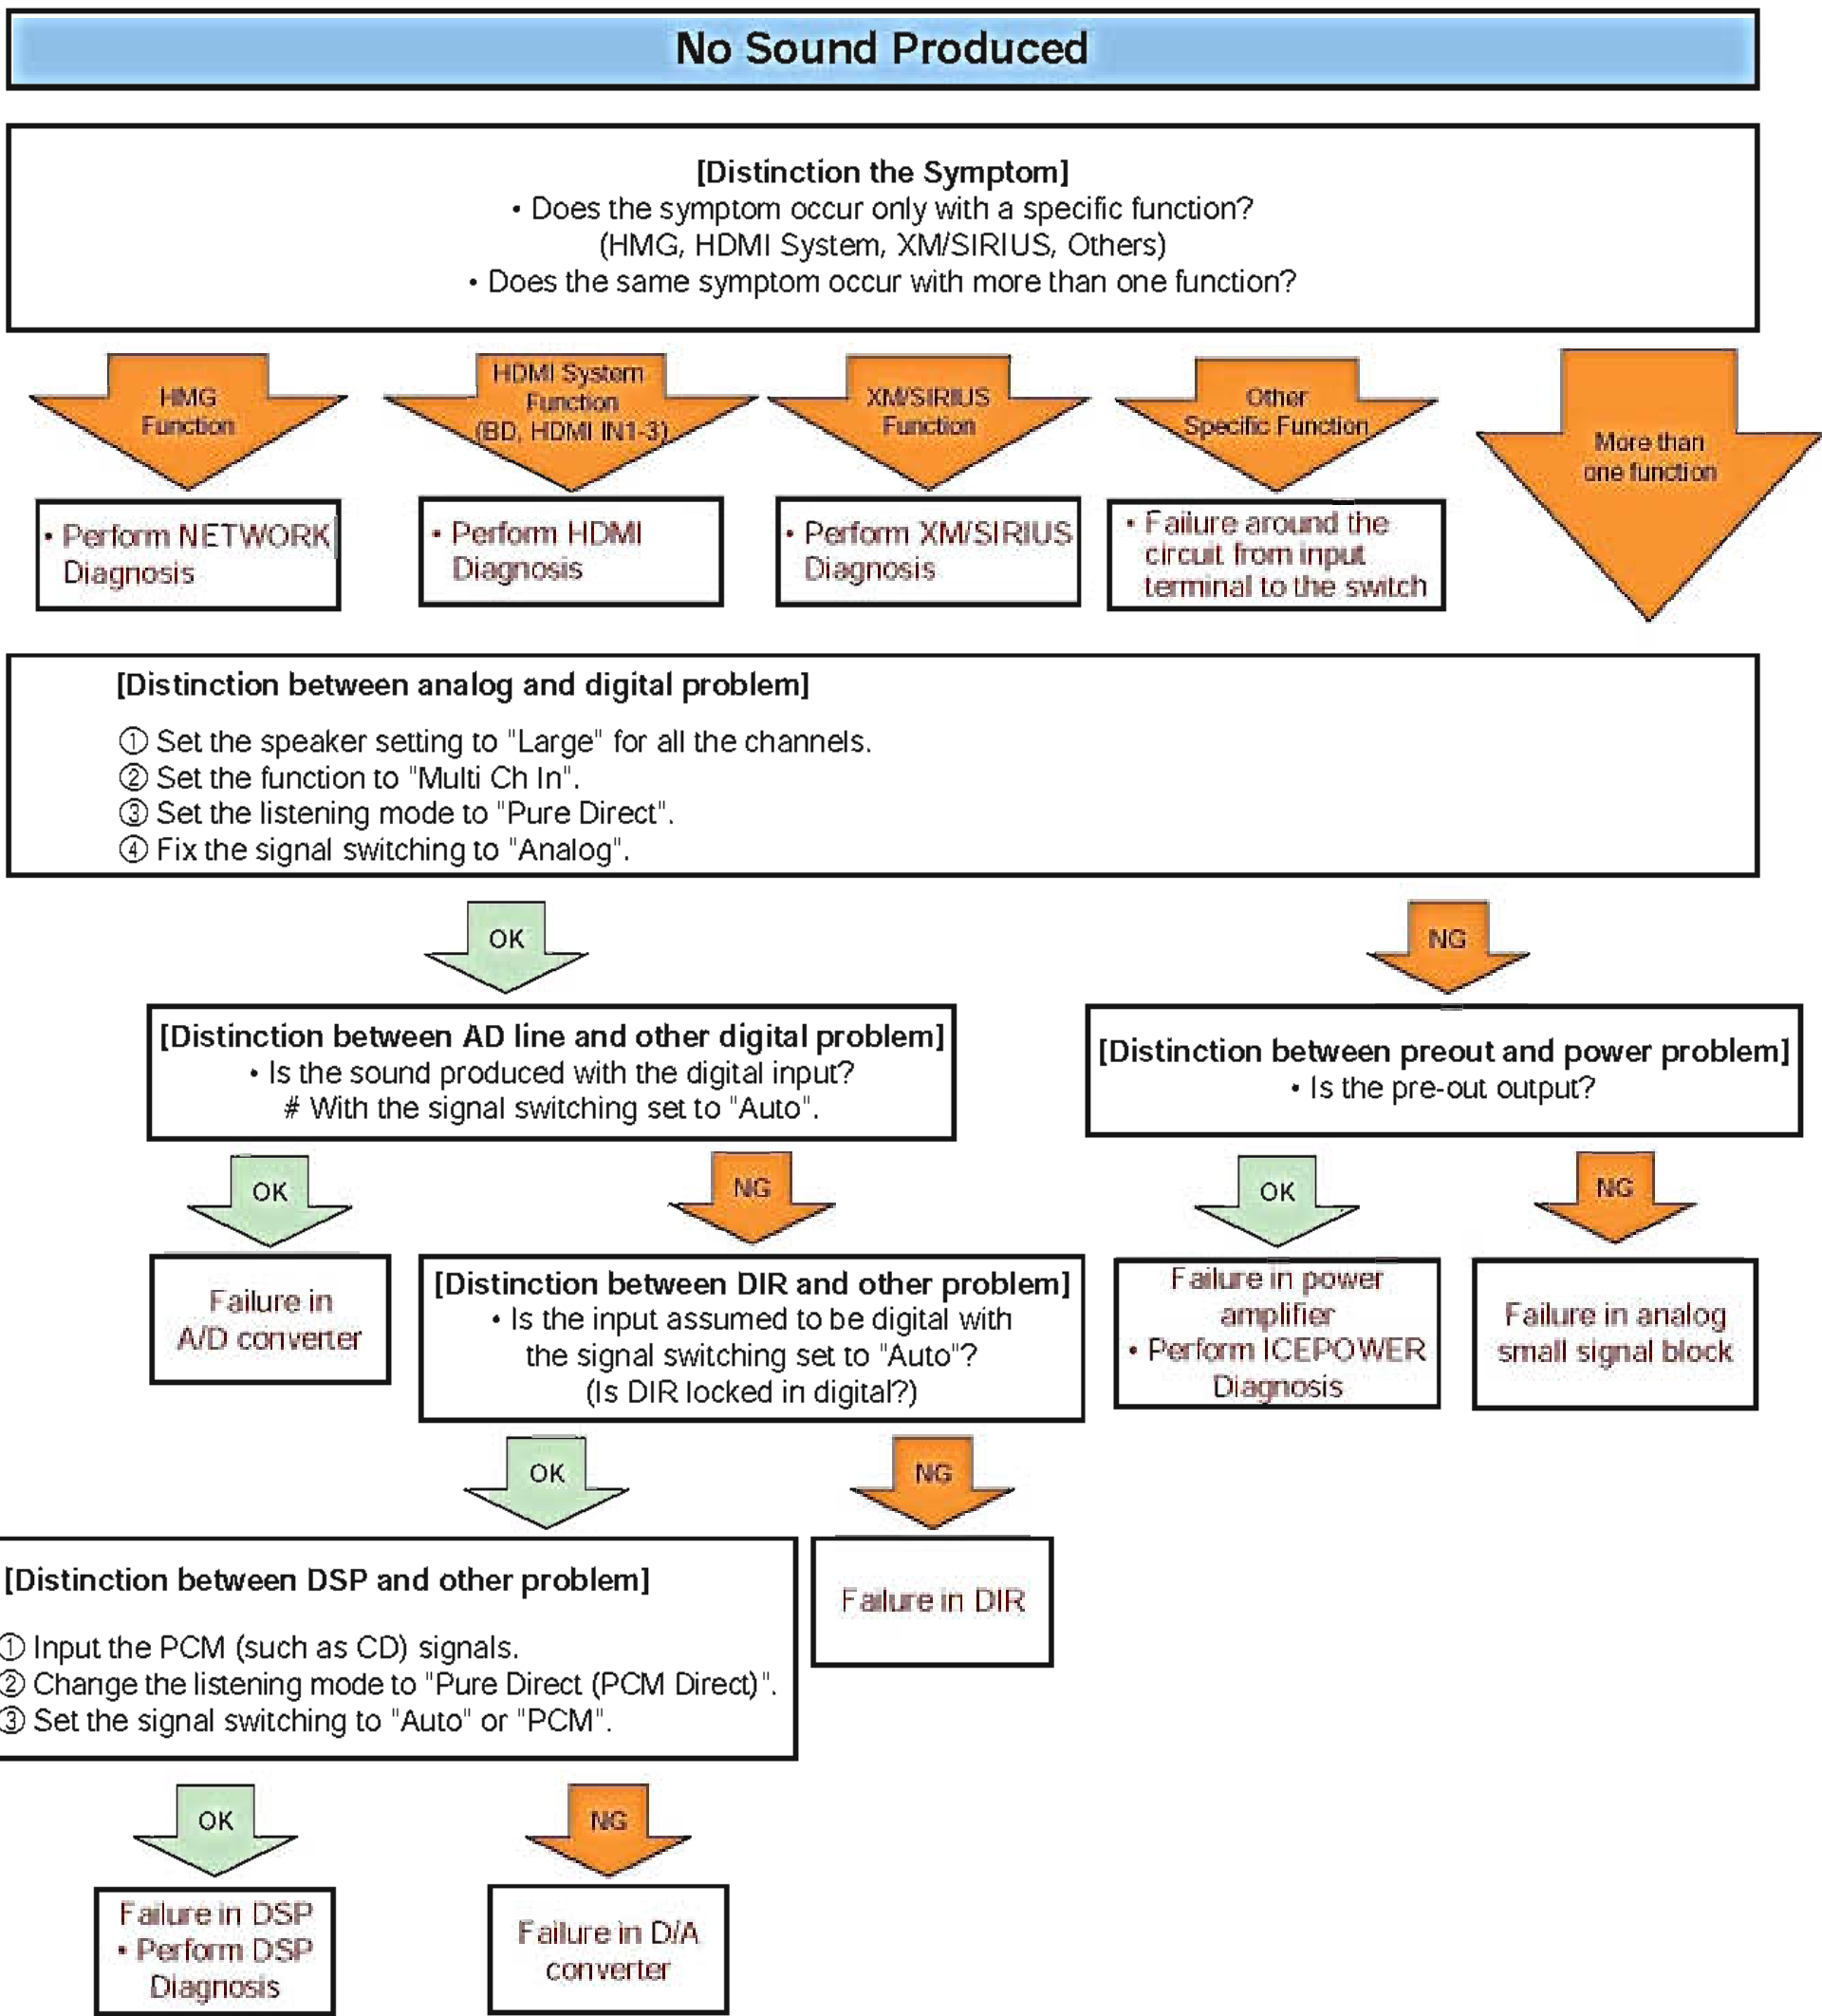 No Sound Produced
[Distinction the Symptom]
• Does the symptom occur only with a specific function?
(HMG, HDMI System, XM/SIRIUS, Others)
• Does the same symptom occur with more than one function?
HMG
Function
HDMI System
Function
(BD, HDMI IN1-3)
XM/SIRIUS
Function
Other
Specific Function
More than
one function
• Perform NETWORK
Diagnosis
• Perform HDMI
Diagnosis
• Perform XM/SIRIUS
Diagnosis
• Failure around the
circuit from input
terminal to the switch
[Distinction between analog and digital problem]
① Set the speaker setting to "Large" for all the channels.
② Set the function to "Multi Ch In".
③ Set the listening mode to "Pure Direct".
④ Fix the signal switching to "Analog".
OK
NG
[Distinction between AD line and other digital problem]
• Is the sound produced with the digital input?
# With the signal switching set to "Auto".
[Distinction between preout and power problem]
• Is the pre-out output?
OK
NG
OK
NG
Failure in
A/D converter
[Distinction between DIR and other problem]
• Is the input assumed to be digital with
the signal switching set to "Auto"?
(Is DIR locked in digital?)
Failure in power
amplifier
• Perform ICEPOWER
Diagnosis
Failure in analog
small signal block
OK
NG
[Distinction between DSP and other problem]
① Input the PCM (such as CD) signals.
② Change the listening mode to "Pure Direct (PCM Direct)".
③ Set the signal switching to "Auto" or "PCM".
Failure in DIR
OK
NG
Failure in DSP
• Perform DSP
Diagnosis
Failure in D/A
converter